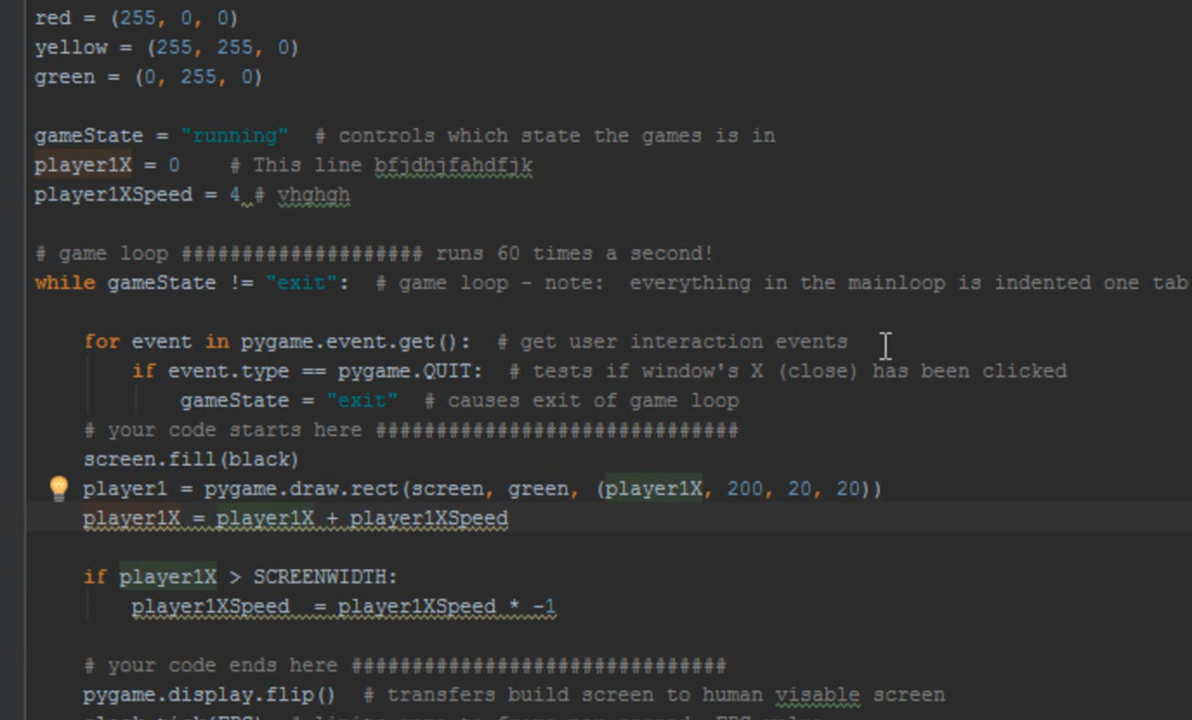 red = (255, 0, 0)
yellow = (255, 255, 0)
green = (0, 255, 0)
gameState = "running"  # controls which state the games is in
player1X = 0    # This line bfjdhjfahdfjk
player1XSpeed = 4 # vhghgh
# game loop #################### runs 60 times a second!
while gameState != "exit":  # game loop - note:  everything in the mainloop is indented one tab
for event in pygame.event.get():  # get user interaction events
if event.type == pygame.QUIT:  # tests if window's X (close) has been clicked
gameState = "exit"  # causes exit of game loop
# your code starts here ##############################
screen.fill(black)
player1 = pygame.draw.rect(screen, green, (player1X, 200, 20, 20))
player1X = player1X + player1XSpeed
if player1X > SCREENWIDTH:
player1XSpeed  = player1XSpeed * -1
# your code ends here ###############################
pygame.display.flip()  # transfers build screen to human visable screen